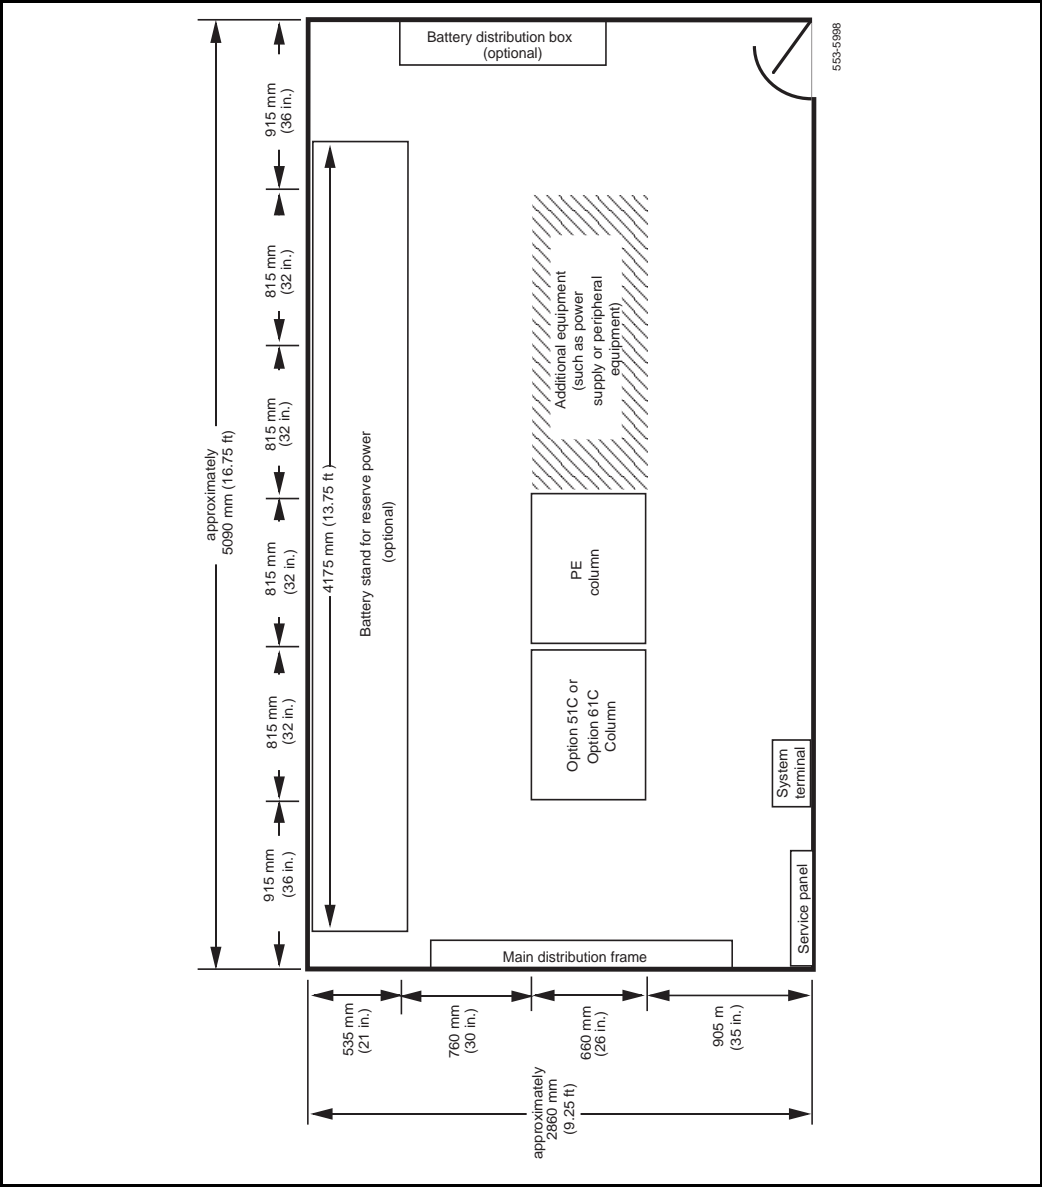 Battery distribution box
(optional)
553-5998
915 mm
(36 in.)
815 mm
(32 in.)
815 mm
(32 in.)
815 mm
(32 in.)
815 mm
(32 in.)
915 mm
(36 in.)
approximately
5090 mm (16.75 ft)
4175 mm (13.75 ft )
Battery stand for reserve power
(optional)
Additional equipment
(such as power
supply or peripheral
equipment)
PE
column
Option 51C or
Option 61C
Column
System
terminal
Service panel
Main distribution frame
535 mm
(21 in.)
760 mm
(30 in.)
660 mm
(26 in.)
905 m
(35 in.)
approximately
2860 mm
(9.25 ft)